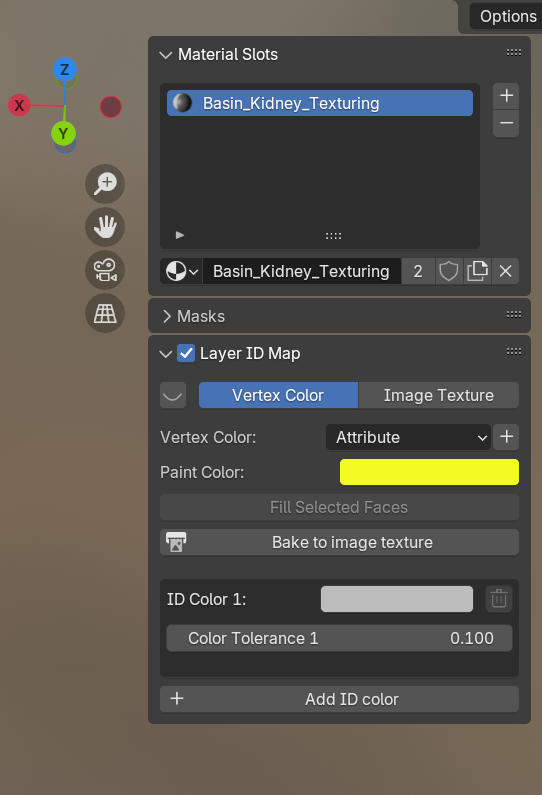 Options
Material Slots
Z
X
Y
Basin_Kidney_Texturing
Basin_Kidney_Texturing 2
Masks
Layer ID Map
Vertex Color Image Texture
Vertex Color: Attribute
Paint Color:
Fill Selected Faces
Bake to image texture
ID Color 1:
Color Tolerance 1 0.100
Add ID color